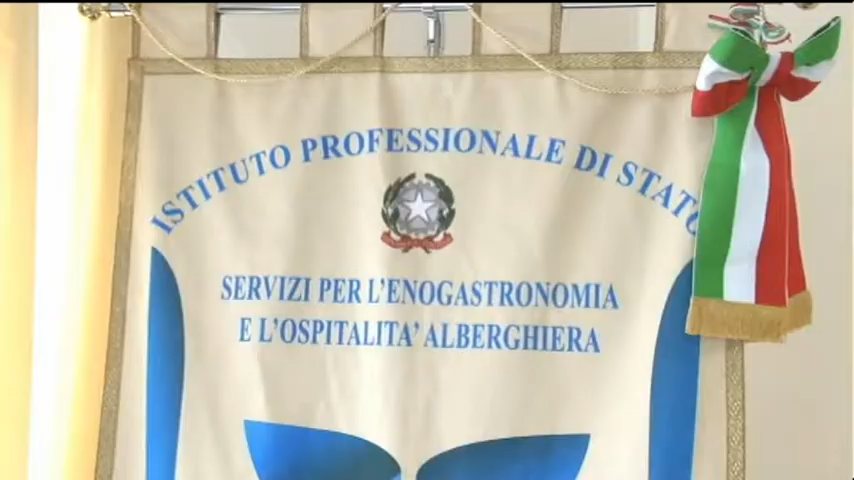 ISTITUTO PROFESSIONALE DI STATO
SERVIZI PER L'ENOGASTRONOMIA
E L'OSPITALITA' ALBERGHIERA